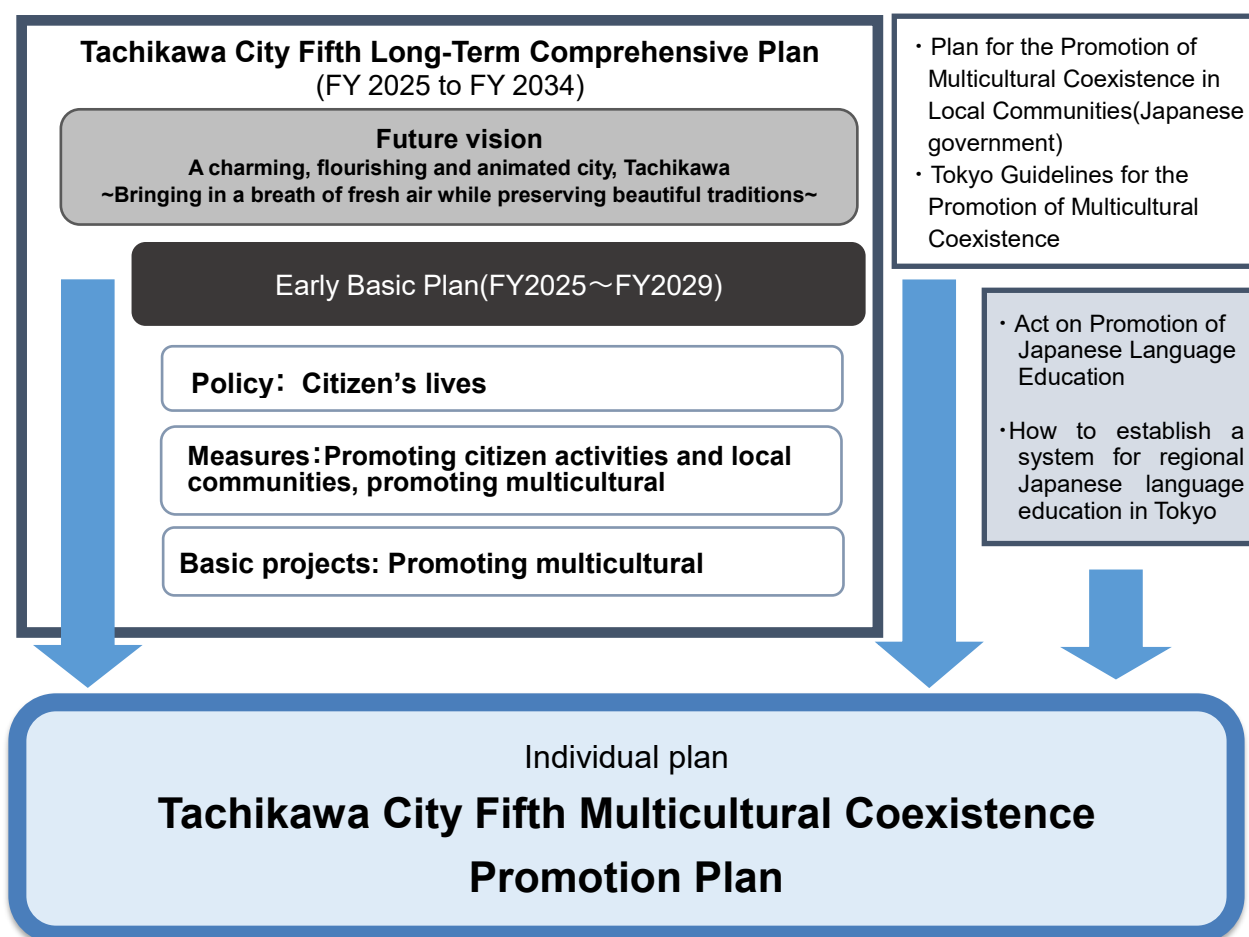 Tachikawa City Fifth Long-Term Comprehensive Plan
(FY 2025 to FY 2034)
Future vision
A charming, flourishing and animated city, Tachikawa
~Bringing in a breath of fresh air while preserving beautiful traditions~
Early Basic Plan(FY2025～FY2029)
Policy： Citizen's lives
Measures：Promoting citizen activities and local
communities, promoting multicultural
Basic projects: Promoting multicultural
・Plan for the Promotion of
Multicultural Coexistence in
Local Communities(Japanese
government)
・Tokyo Guidelines for the
Promotion of Multicultural
Coexistence
・Act on Promotion of
Japanese Language
Education
・How to establish a
system for regional
Japanese language
education in Tokyo
Individual plan
Tachikawa City Fifth Multicultural Coexistence
Promotion Plan